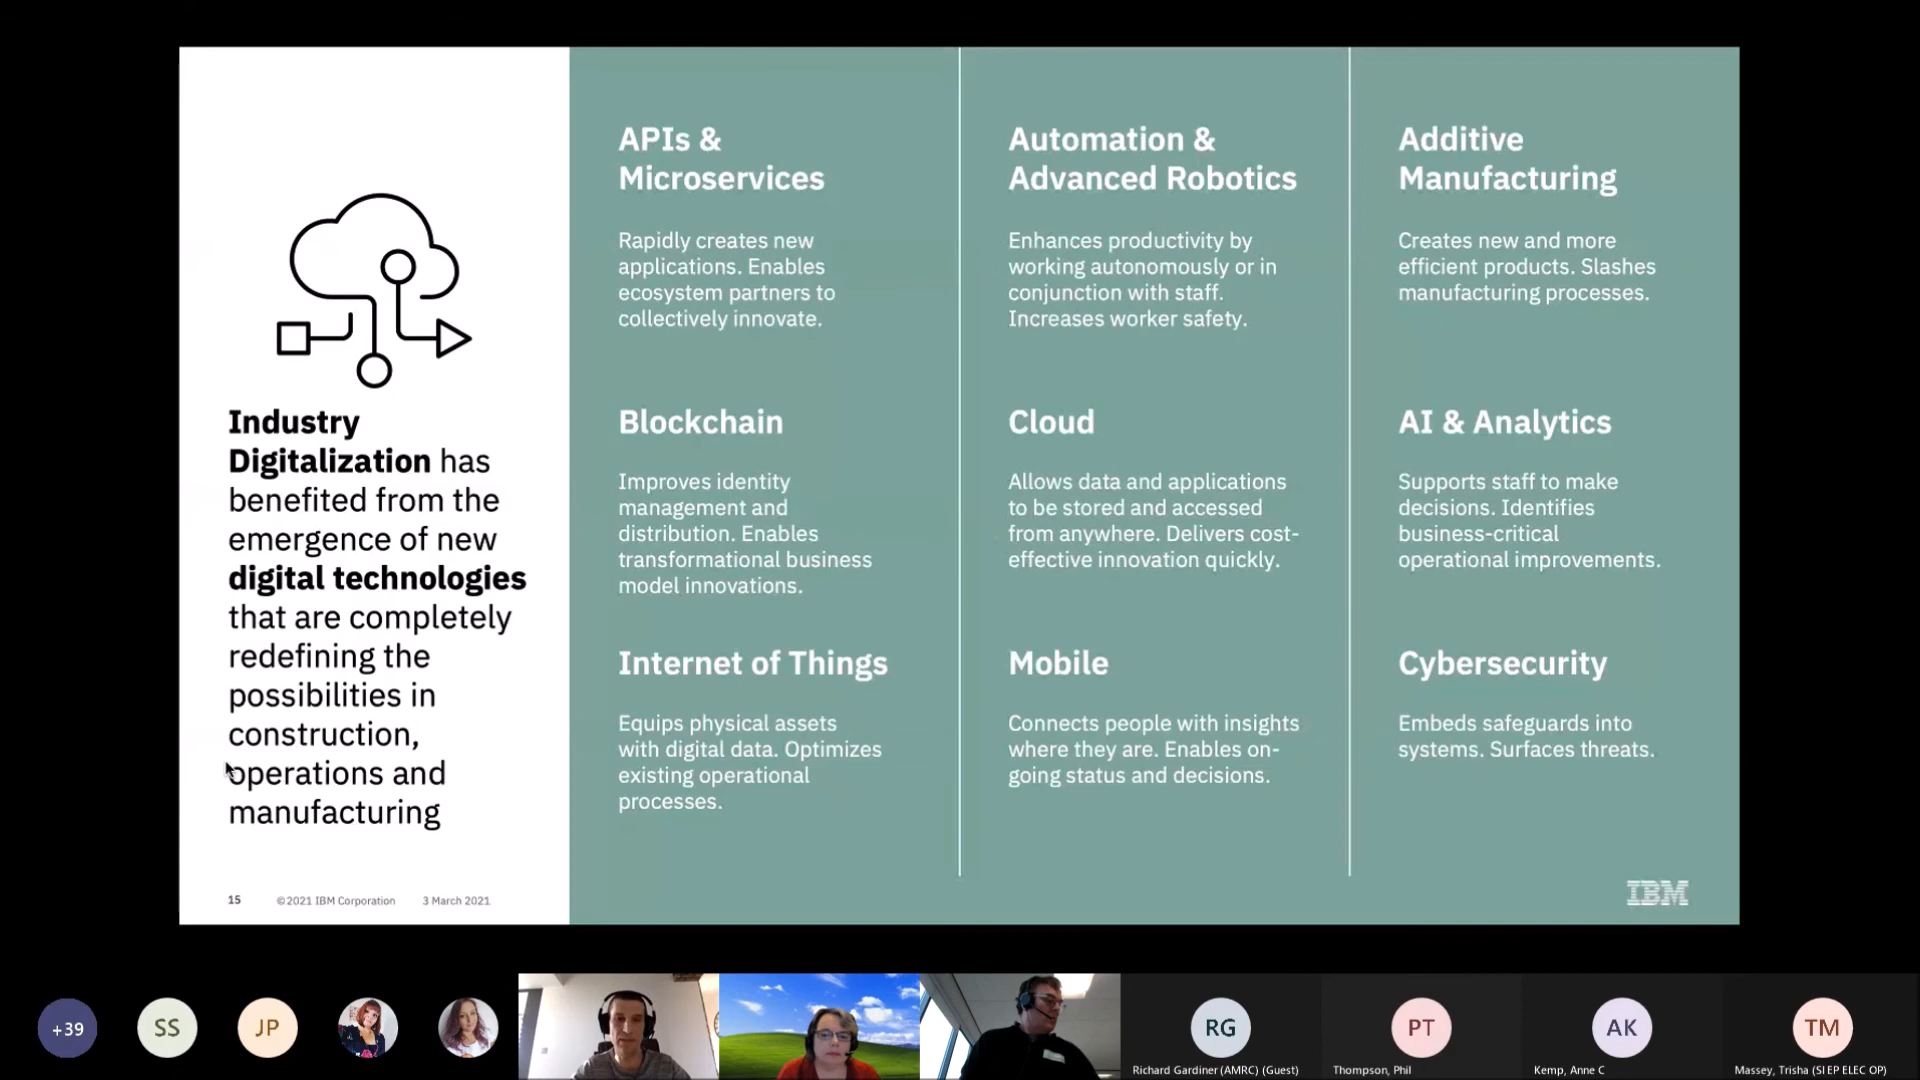 Industry
Digitalization has
benefited from the
emergence of new
digital technologies
that are completely
redefining the
possibilities in
construction,
operations and
manufacturing
APIs &
Microservices
Rapidly creates new
applications. Enables
ecosystem partners to
collectively innovate.
Automation &
Advanced Robotics
Enhances productivity by
working autonomously or in
conjunction with staff.
Increases worker safety.
Additive
Manufacturing
Creates new and more
efficient products. Slashes
manufacturing processes.
Blockchain
Improves identity
management and
distribution. Enables
transformational business
model innovations.
Cloud
Allows data and applications
to be stored and accessed
from anywhere. Delivers cost-
effective innovation quickly.
AI & Analytics
Supports staff to make
decisions. Identifies
business-critical
operational improvements.
Internet of Things
Equips physical assets
with digital data. Optimizes
existing operational
processes.
Mobile
Connects people with insights
where they are. Enables on-
going status and decisions.
Cybersecurity
Embeds safeguards into
systems. Surfaces threats.
15 ©2021 IBM Corporation 3 March 2021
IBM
+39
SS
JP
RG
Richard Gardiner (AMRC) (Guest)
PT
Thompson, Phil
AK
Kemp, Anne C
TM
Massey, Trisha (SI EP ELEC OP)